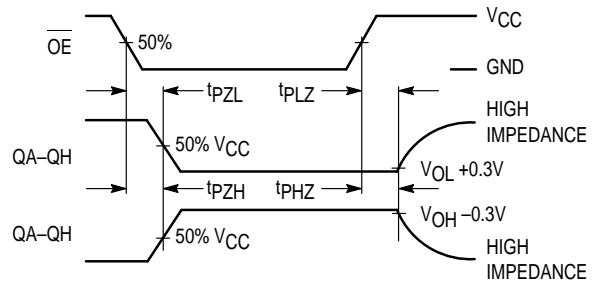 OE
50%
VCC
GND
tPZL
tPLZ
HIGH
IMPEDANCE
QA–QH
50% VCC
VOL +0.3V
tPZH
tPHZ
VOH –0.3V
QA–QH
50% VCC
HIGH
IMPEDANCE